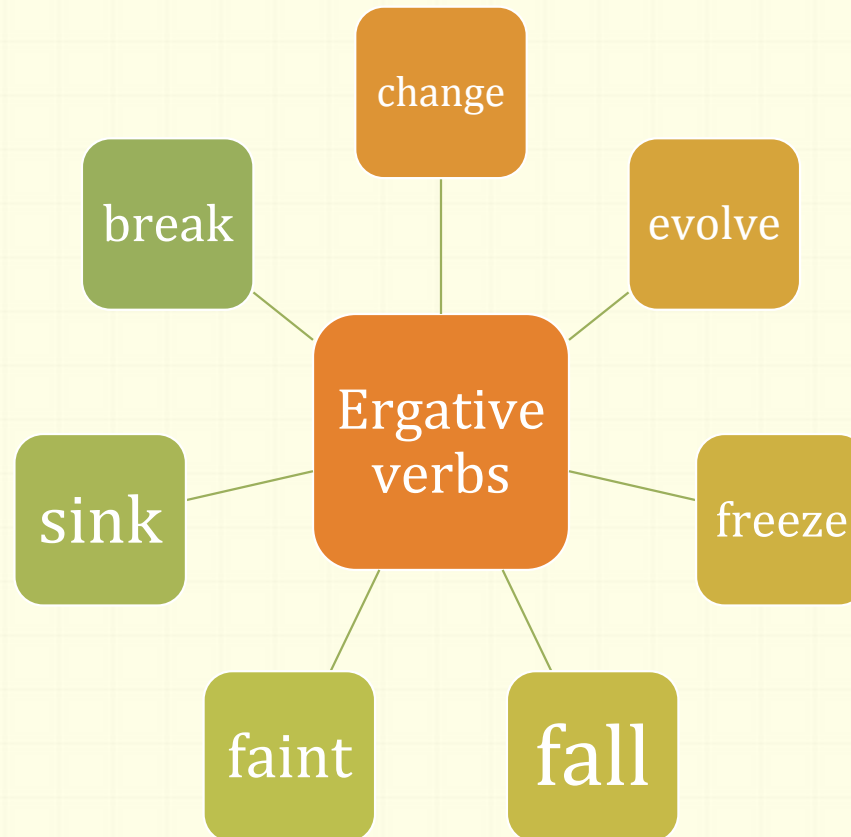 change
break
evolve
Ergative
verbs
sink
freeze
faint
fall